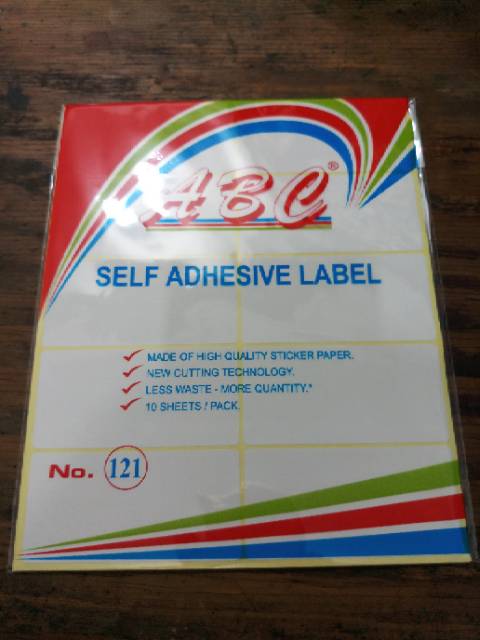 ABC®
SELF ADHESIVE LABEL
MADE OF HIGH QUALITY STICKER PAPER.
NEW CUTTING TECHNOLOGY.
LESS WASTE - MORE QUANTITY.*
10 SHEETS / PACK.
No. 121